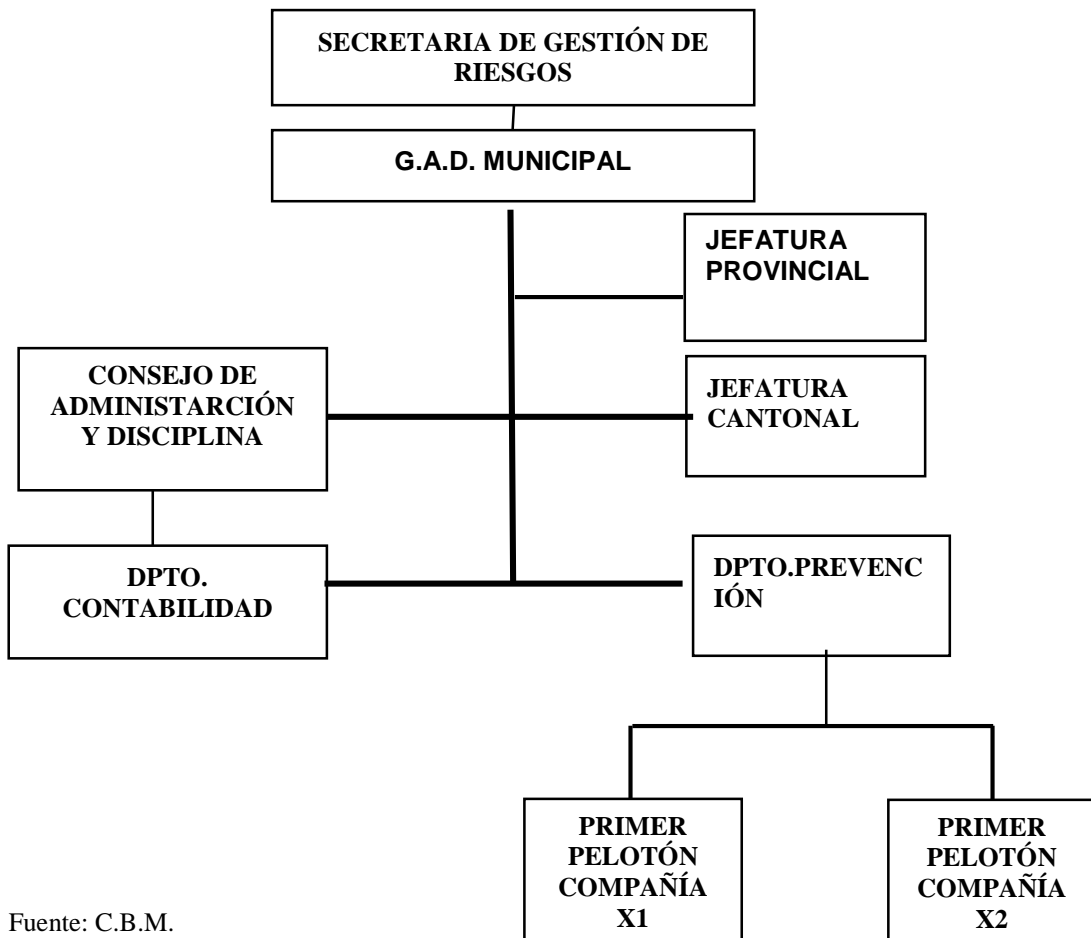 SECRETARIA DE GESTIÓN DE
RIESGOS
G.A.D. MUNICIPAL
JEFATURA
PROVINCIAL
CONSEJO DE
ADMINISTARCIÓN
Y DISCIPLINA
JEFATURA
CANTONAL
DPTO.
CONTABILIDAD
DPTO.PREVENC
IÓN
PRIMER
PELOTÓN
COMPAÑÍA
X1
PRIMER
PELOTÓN
COMPAÑÍA
X2
Fuente: C.B.M.